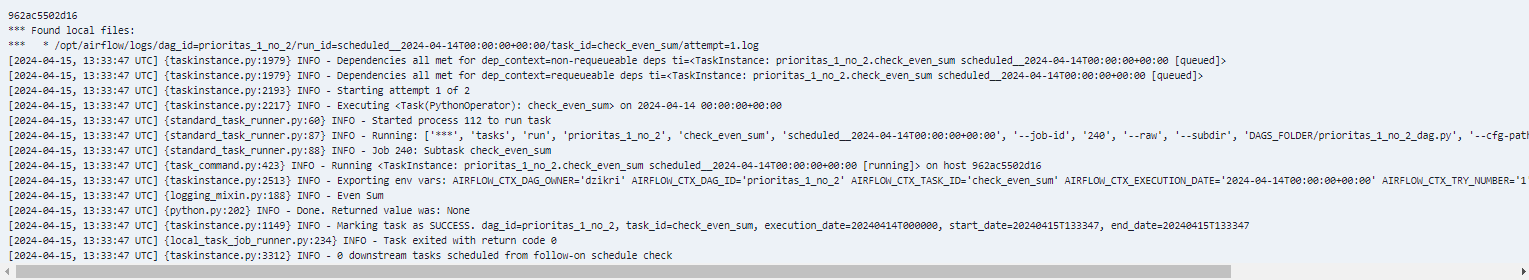 962ac5502d16
*** Found local files:
***   * /opt/airflow/logs/dag_id=prioritas_1_no_2/run_id=scheduled__2024-04-14T00:00:00+00:00/task_id=check_even_sum/attempt=1.log
[2024-04-15, 13:33:47 UTC] {taskinstance.py:1979} INFO - Dependencies all met for dep_context=non-requeueable deps ti=<TaskInstance: prioritas_1_no_2.check_even_sum scheduled__2024-04-14T00:00:00+00:00 [queued]>
[2024-04-15, 13:33:47 UTC] {taskinstance.py:1979} INFO - Dependencies all met for dep_context=requeueable deps ti=<TaskInstance: prioritas_1_no_2.check_even_sum scheduled__2024-04-14T00:00:00+00:00 [queued]>
[2024-04-15, 13:33:47 UTC] {taskinstance.py:2193} INFO - Starting attempt 1 of 2
[2024-04-15, 13:33:47 UTC] {taskinstance.py:2217} INFO - Executing <Task(PythonOperator): check_even_sum> on 2024-04-14 00:00:00+00:00
[2024-04-15, 13:33:47 UTC] {standard_task_runner.py:60} INFO - Started process 112 to run task
[2024-04-15, 13:33:47 UTC] {standard_task_runner.py:87} INFO - Running: ['***', 'tasks', 'run', 'prioritas_1_no_2', 'check_even_sum', 'scheduled__2024-04-14T00:00:00+00:00', '--job-id', '240', '--raw', '--subdir', 'DAGS_FOLDER/prioritas_1_no_2_dag.py', '--cfg-path
[2024-04-15, 13:33:47 UTC] {standard_task_runner.py:88} INFO - Job 240: Subtask check_even_sum
[2024-04-15, 13:33:47 UTC] {task_command.py:423} INFO - Running <TaskInstance: prioritas_1_no_2.check_even_sum scheduled__2024-04-14T00:00:00+00:00 [running]> on host 962ac5502d16
[2024-04-15, 13:33:47 UTC] {taskinstance.py:2513} INFO - Exporting env vars: AIRFLOW_CTX_DAG_OWNER='dzikri' AIRFLOW_CTX_DAG_ID='prioritas_1_no_2' AIRFLOW_CTX_TASK_ID='check_even_sum' AIRFLOW_CTX_EXECUTION_DATE='2024-04-14T00:00:00+00:00' AIRFLOW_CTX_TRY_NUMBER='1'
[2024-04-15, 13:33:47 UTC] {logging_mixin.py:188} INFO - Even Sum
[2024-04-15, 13:33:47 UTC] {python.py:202} INFO - Done. Returned value was: None
[2024-04-15, 13:33:47 UTC] {taskinstance.py:1149} INFO - Marking task as SUCCESS. dag_id=prioritas_1_no_2, task_id=check_even_sum, execution_date=20240414T000000, start_date=20240415T133347, end_date=20240415T133347
[2024-04-15, 13:33:47 UTC] {local_task_job_runner.py:234} INFO - Task exited with return code 0
[2024-04-15, 13:33:47 UTC] {taskinstance.py:3312} INFO - 0 downstream tasks scheduled from follow-on schedule check